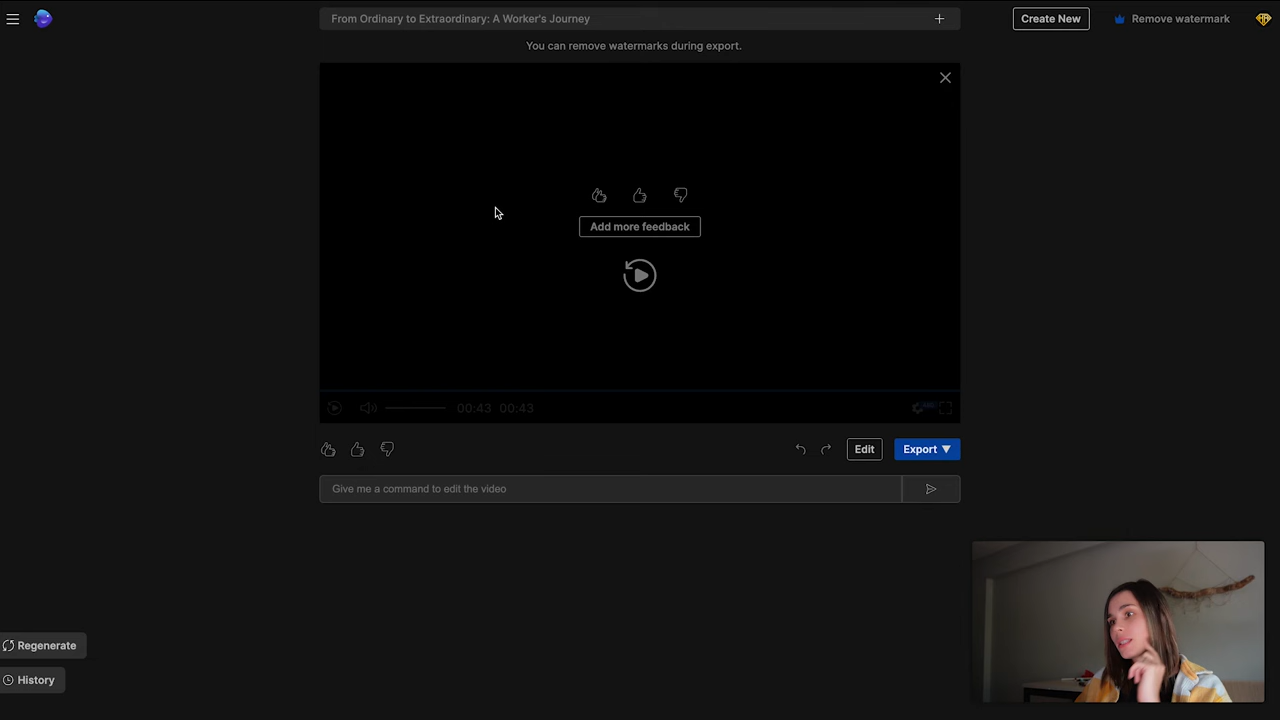 From Ordinary to Extraordinary: A Worker's Journey
Create New
Remove watermark
You can remove watermarks during export.
Add more feedback
00:43 00:43
Edit
Export
Give me a command to edit the video
Regenerate
History